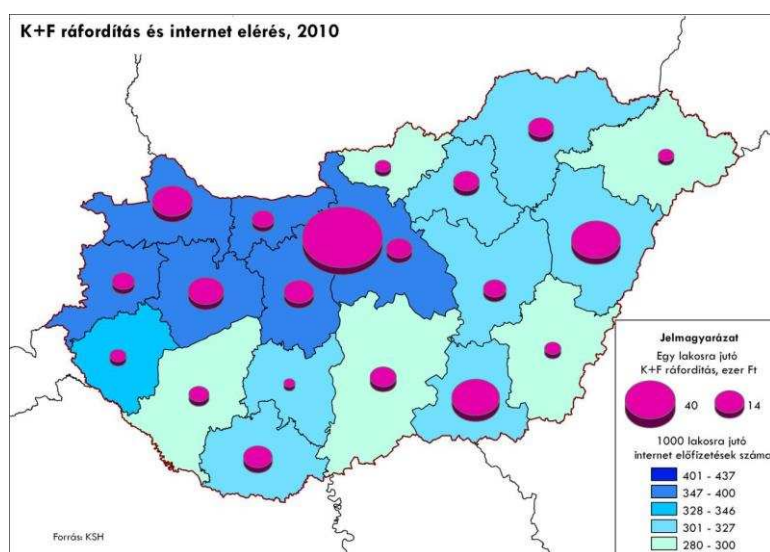 K+F ráfordítás és internet elérés, 2010
Jelmagyarázat
Egy lakosra jutó
K+F ráfordítás, ezer Ft
40 14
1000 lakosra jutó
internet előfizetések száma
401 - 437
347 - 400
328 - 346
301 - 327
280 - 300
Forrás: KSH